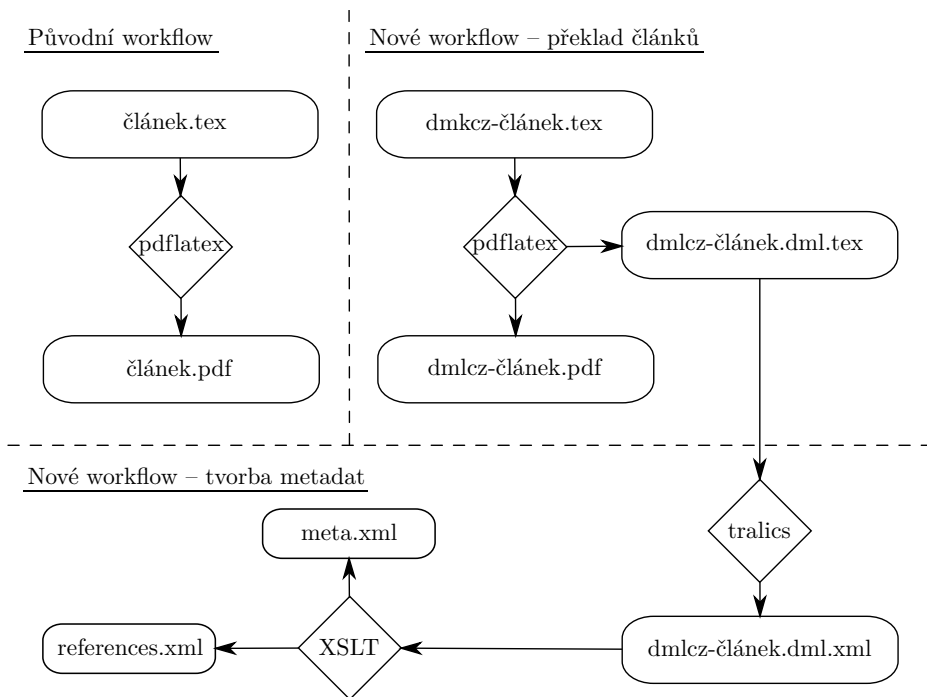 Původní workflow
Nové workflow – překlad článků
článek.tex
dmkcz-článek.tex
pdflatex
pdflatex
dmlcz-článek.dml.tex
článek.pdf
dmlcz-článek.pdf
Nové workflow – tvorba metadat
meta.xml
tralics
references.xml
XSLT
dmlcz-článek.dml.xml